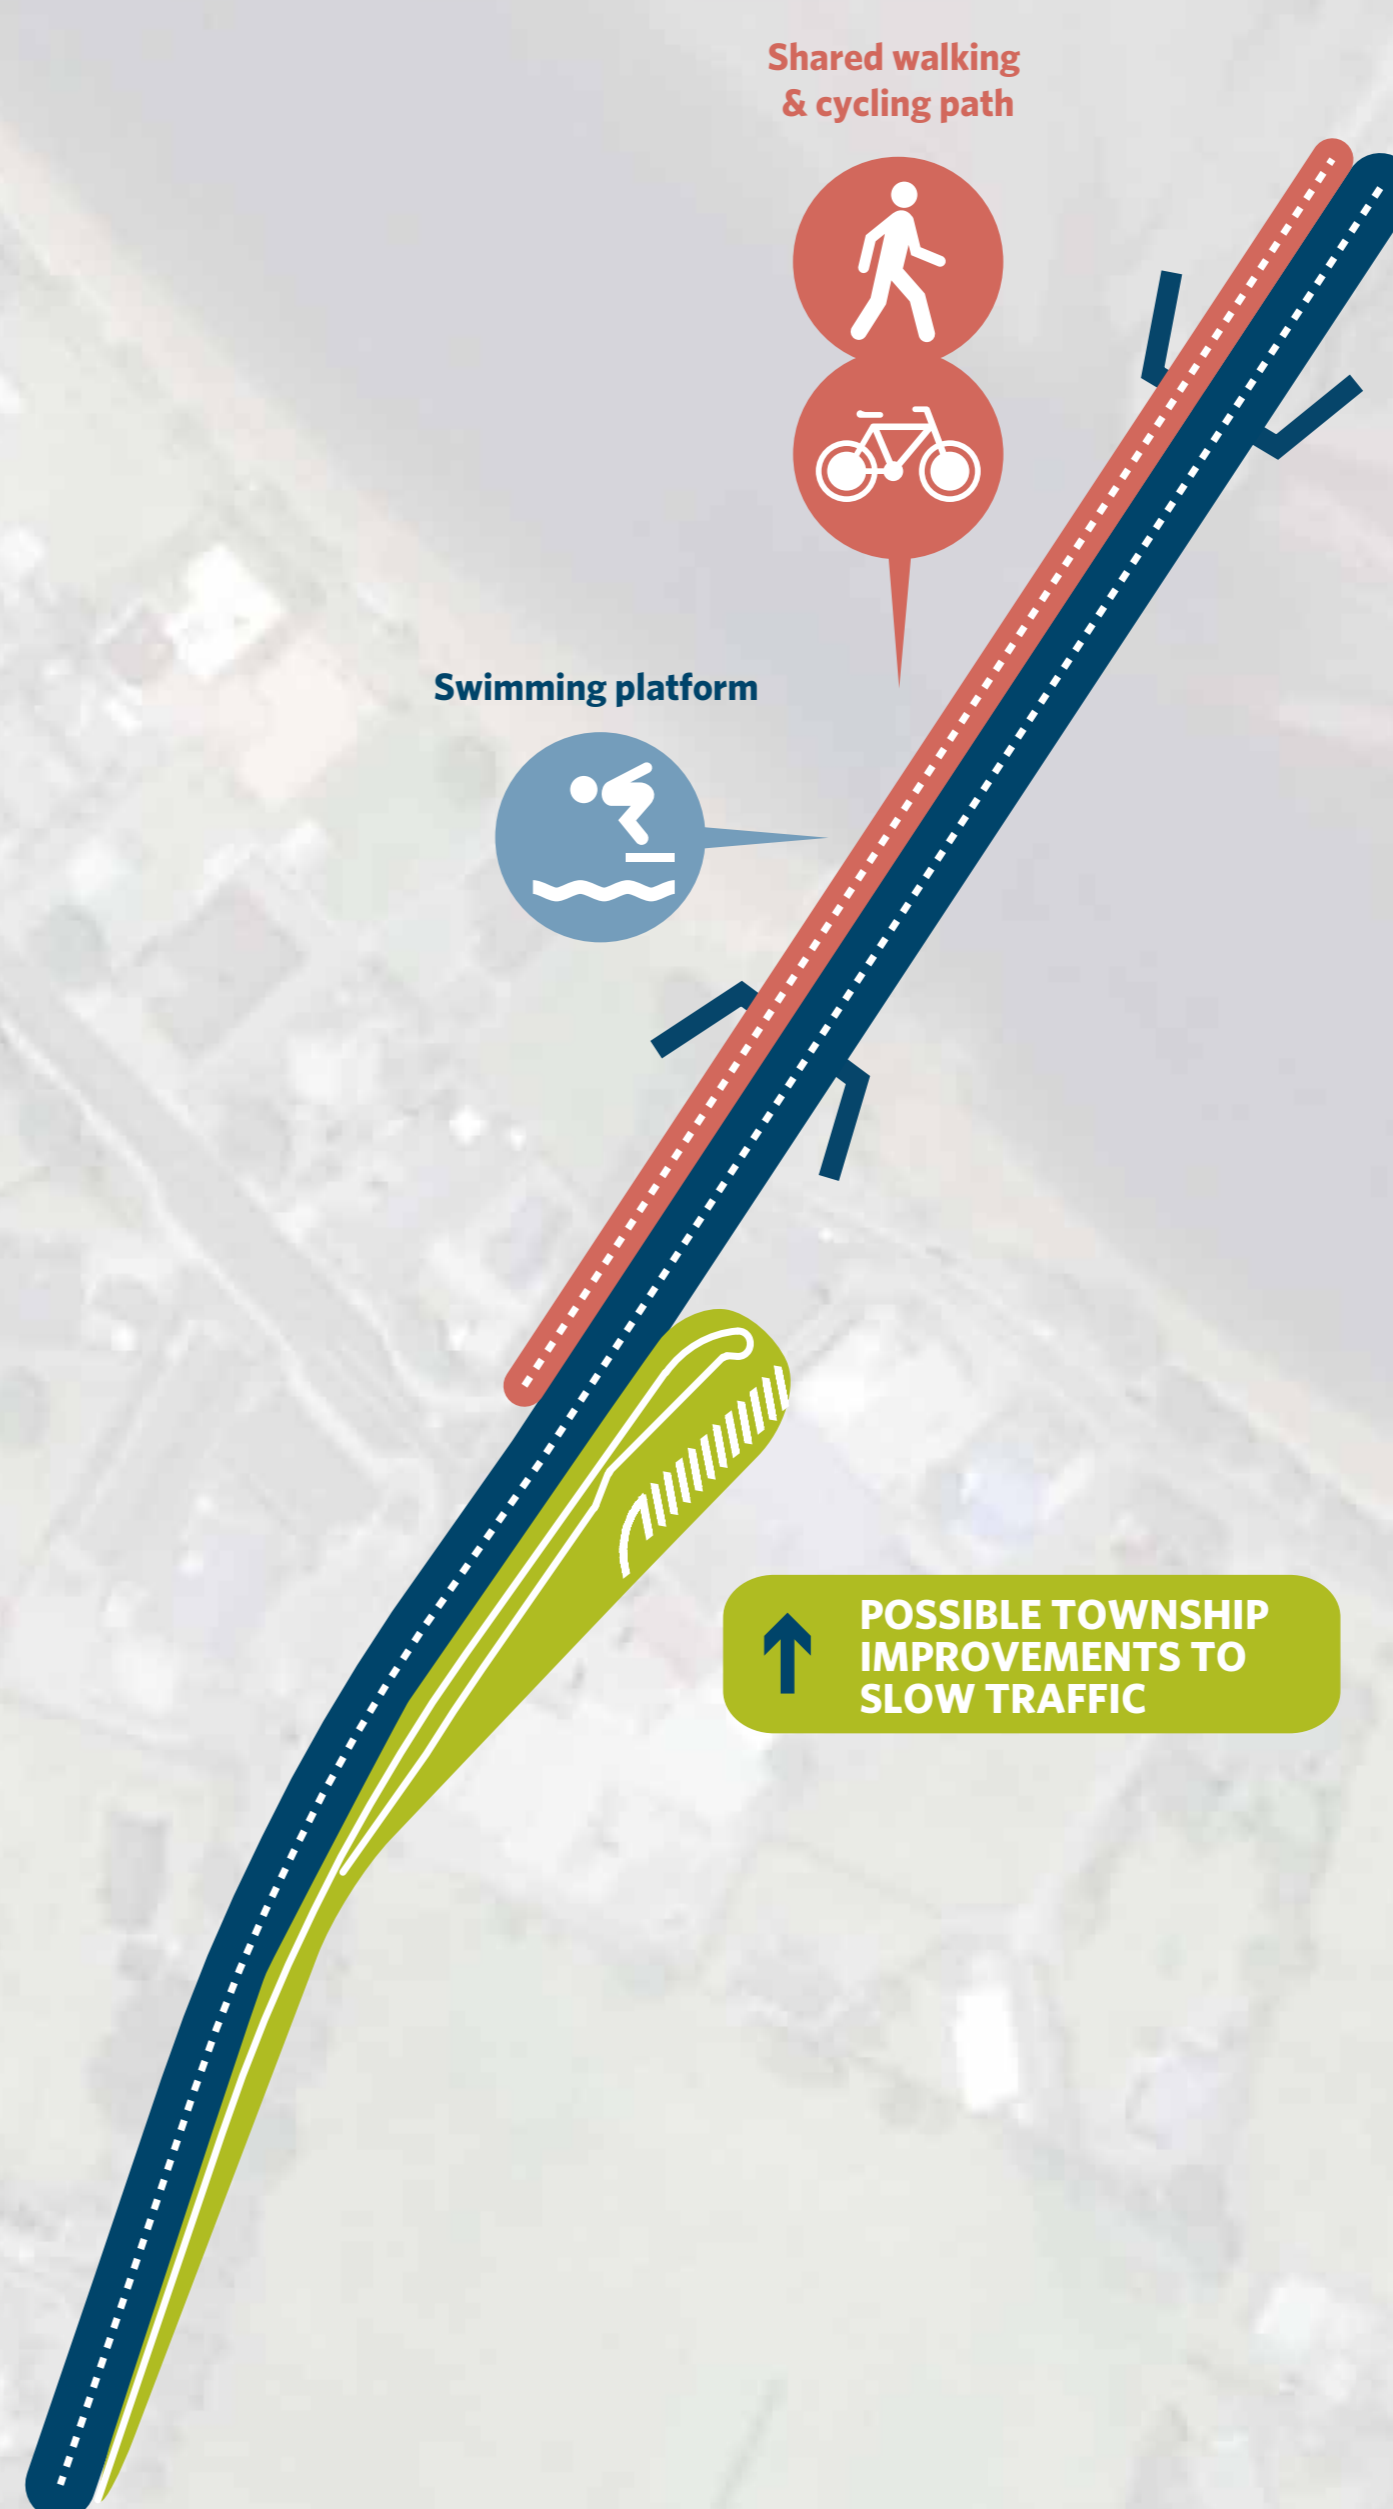 Shared walking
& cycling path
Swimming platform
POSSIBLE TOWNSHIP
IMPROVEMENTS TO
SLOW TRAFFIC